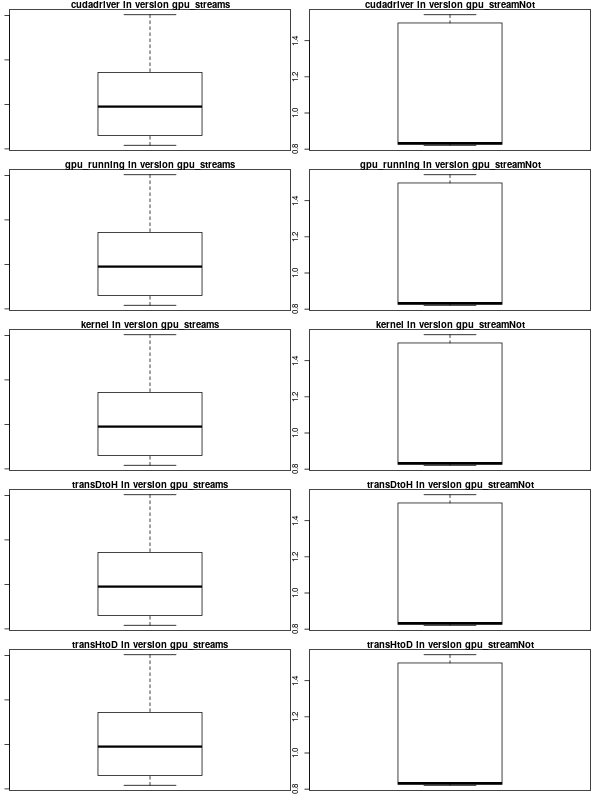 cudadriver in version gpu_streams
cudadriver in version gpu_streamNot
0.8 1.0 1.2 1.4
gpu_running in version gpu_streams
gpu_running in version gpu_streamNot
0.8 1.0 1.2 1.4
kernel in version gpu_streams
kernel in version gpu_streamNot
0.8 1.0 1.2 1.4
transDtoH in version gpu_streams
transDtoH in version gpu_streamNot
0.8 1.0 1.2 1.4
transHtoD in version gpu_streams
transHtoD in version gpu_streamNot
0.8 1.0 1.2 1.4